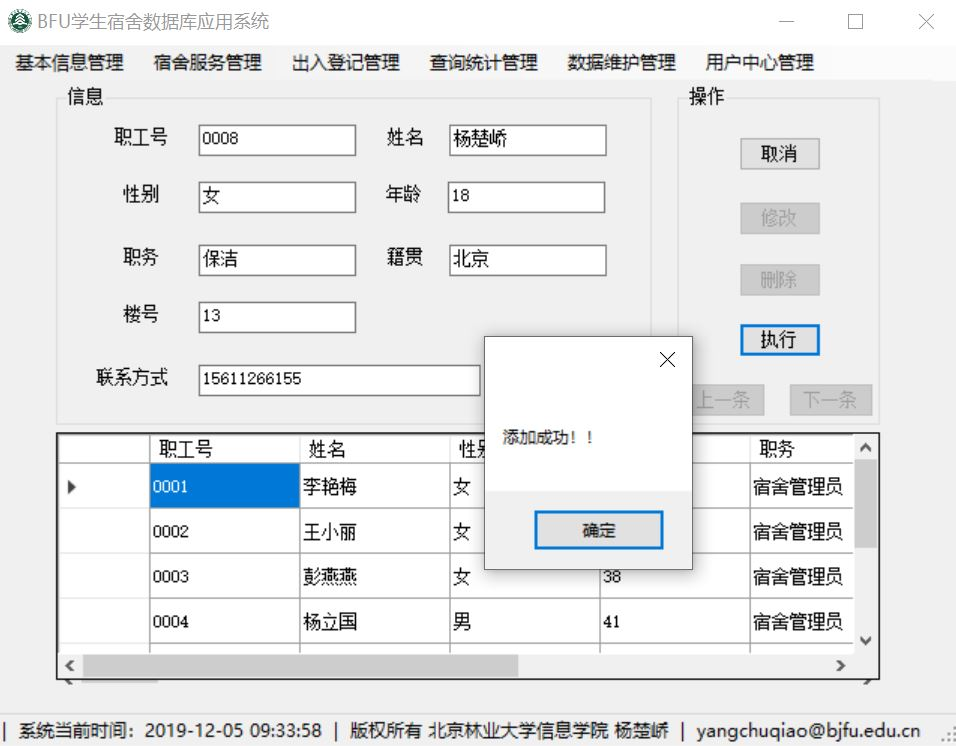 BFU学生宿舍数据库应用系统
基本信息管理 宿舍服务管理 出入登记管理 查询统计管理 数据维护管理 用户中心管理
信息 操作
职工号 0008 姓名 杨楚峤 取消
性别 女 年龄 18 修改
职务 保洁 籍贯 北京 删除
楼号 13 执行
联系方式 15611266155 上一条 下一条
添加成功！！
确定
职工号 姓名 性别 职务
0001 李艳梅 女 宿舍管理员
0002 王小丽 女 宿舍管理员
0003 彭燕燕 女 38 宿舍管理员
0004 杨立国 男 41 宿舍管理员
| 系统当前时间：2019-12-05 09:33:58 | 版权所有 北京林业大学信息学院 杨楚峤 | yangchuqiao@bjfu.edu.cn